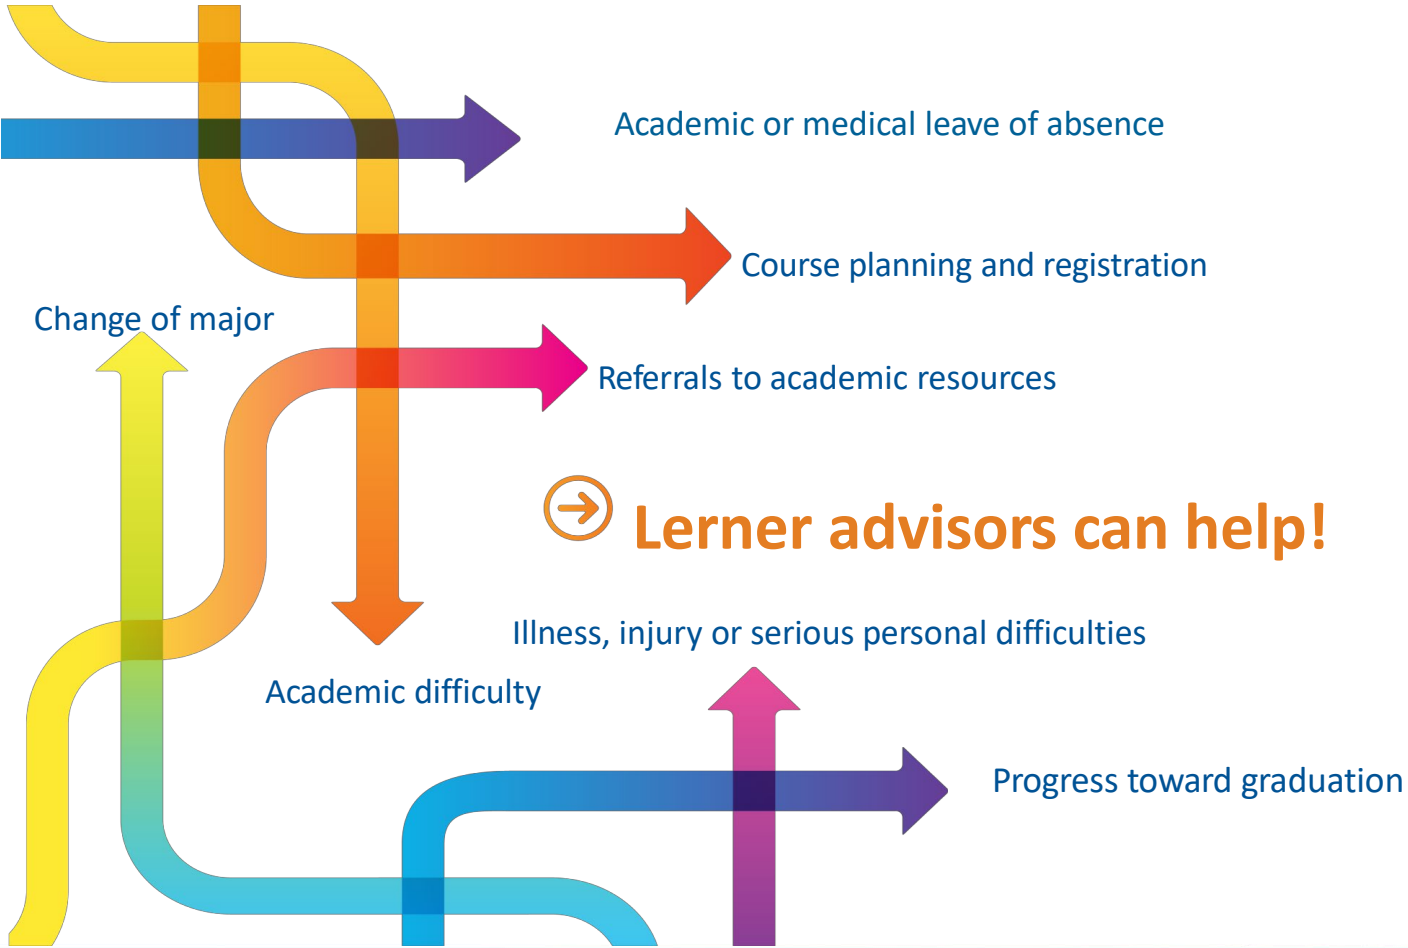 Academic or medical leave of absence
Course planning and registration
Change of major
Referrals to academic resources
Lerner advisors can help!
Illness, injury or serious personal difficulties
Academic difficulty
Progress toward graduation